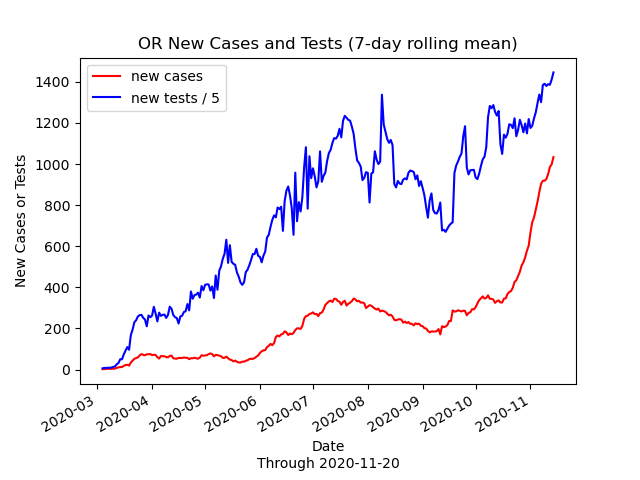 OR New Cases and Tests (7-day rolling mean)
new cases
new tests / 5
New Cases or Tests
1400
1200
1000
800
600
400
200
0
2020-03
2020-04
2020-05
2020-06
2020-07
2020-08
2020-09
2020-10
2020-11
Date
Through 2020-11-20